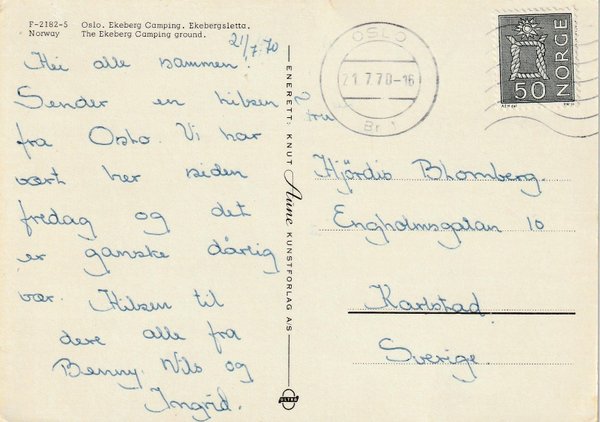 F-2182-5 Oslo. Ekeberg Camping. Ekebergsletta.
Norway The Ekeberg Camping ground.
21/7.70
Hei alle sammen.
Sender en hilsen
fra Oslo. Vi har
vært her siden
fredag og det
er ganske dårlig
vær. Hilsen til
dere alle fra
Benny. Nils og
Ingrid.
ENERETT: KNUT Aune KUNSTFORLAG A/S
OSLO
21.7.70-16
Br. 1
NORGE
50
Fru
Hjördis Blomberg.
Engholmsgatan 10
Karlstad.
Sverige.